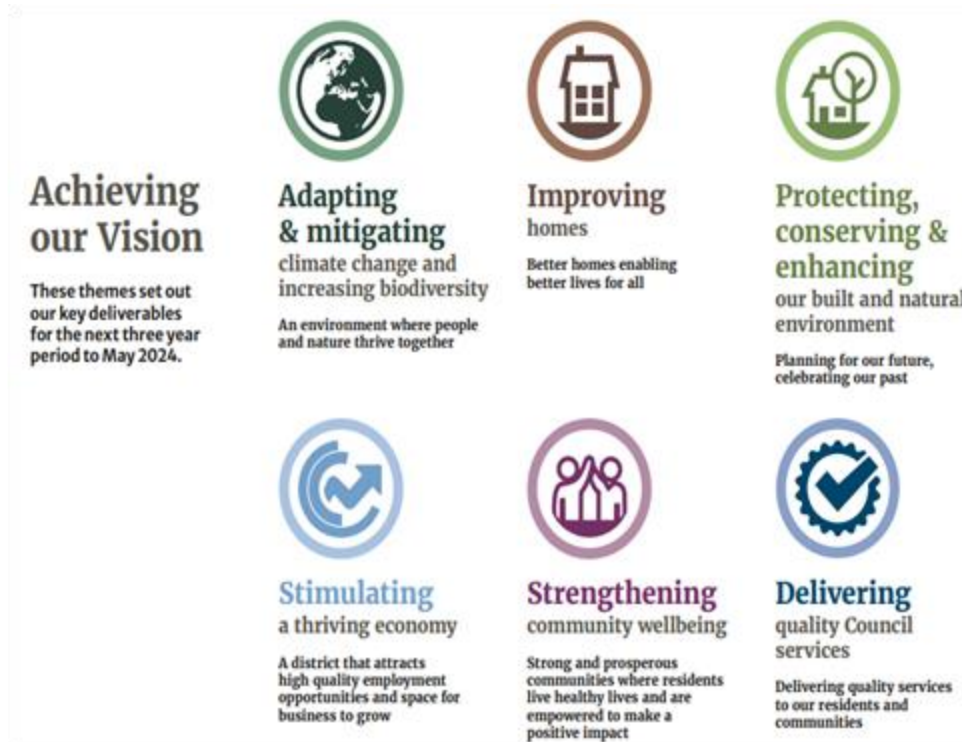 Achieving
our Vision
These themes set out
our key deliverables
for the next three year
period to May 2024.
Adapting
& mitigating
climate change and
increasing biodiversity
An environment where people
and nature thrive together
Improving
homes
Better homes enabling
better lives for all
Protecting,
conserving &
enhancing
our built and natural
environment
Planning for our future,
celebrating our past
Stimulating
a thriving economy
A district that attracts
high quality employment
opportunities and space for
business to grow
Strengthening
community wellbeing
Strong and prosperous
communities where residents
live healthy lives and are
empowered to make a
positive impact
Delivering
quality Council
services
Delivering quality services
to our residents and
communities